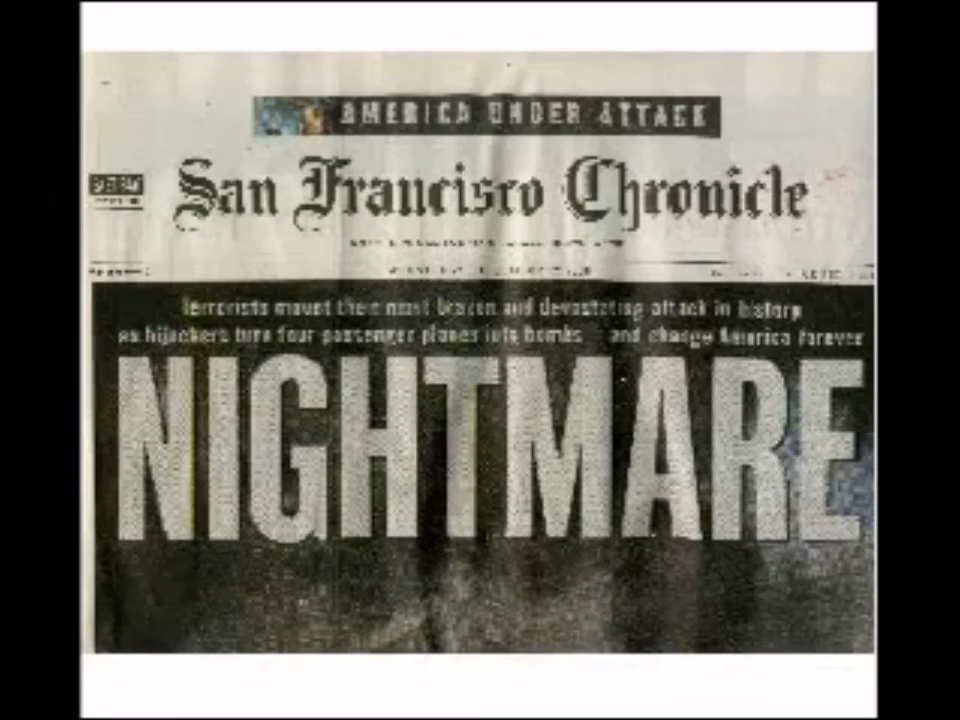 AMERICA UNDER ATTACK
San Francisco Chronicle
Terrorists mount their most brazen and devastating attack in history
as hijackers turn four passenger planes into bombs and change America forever
NIGHTMARE